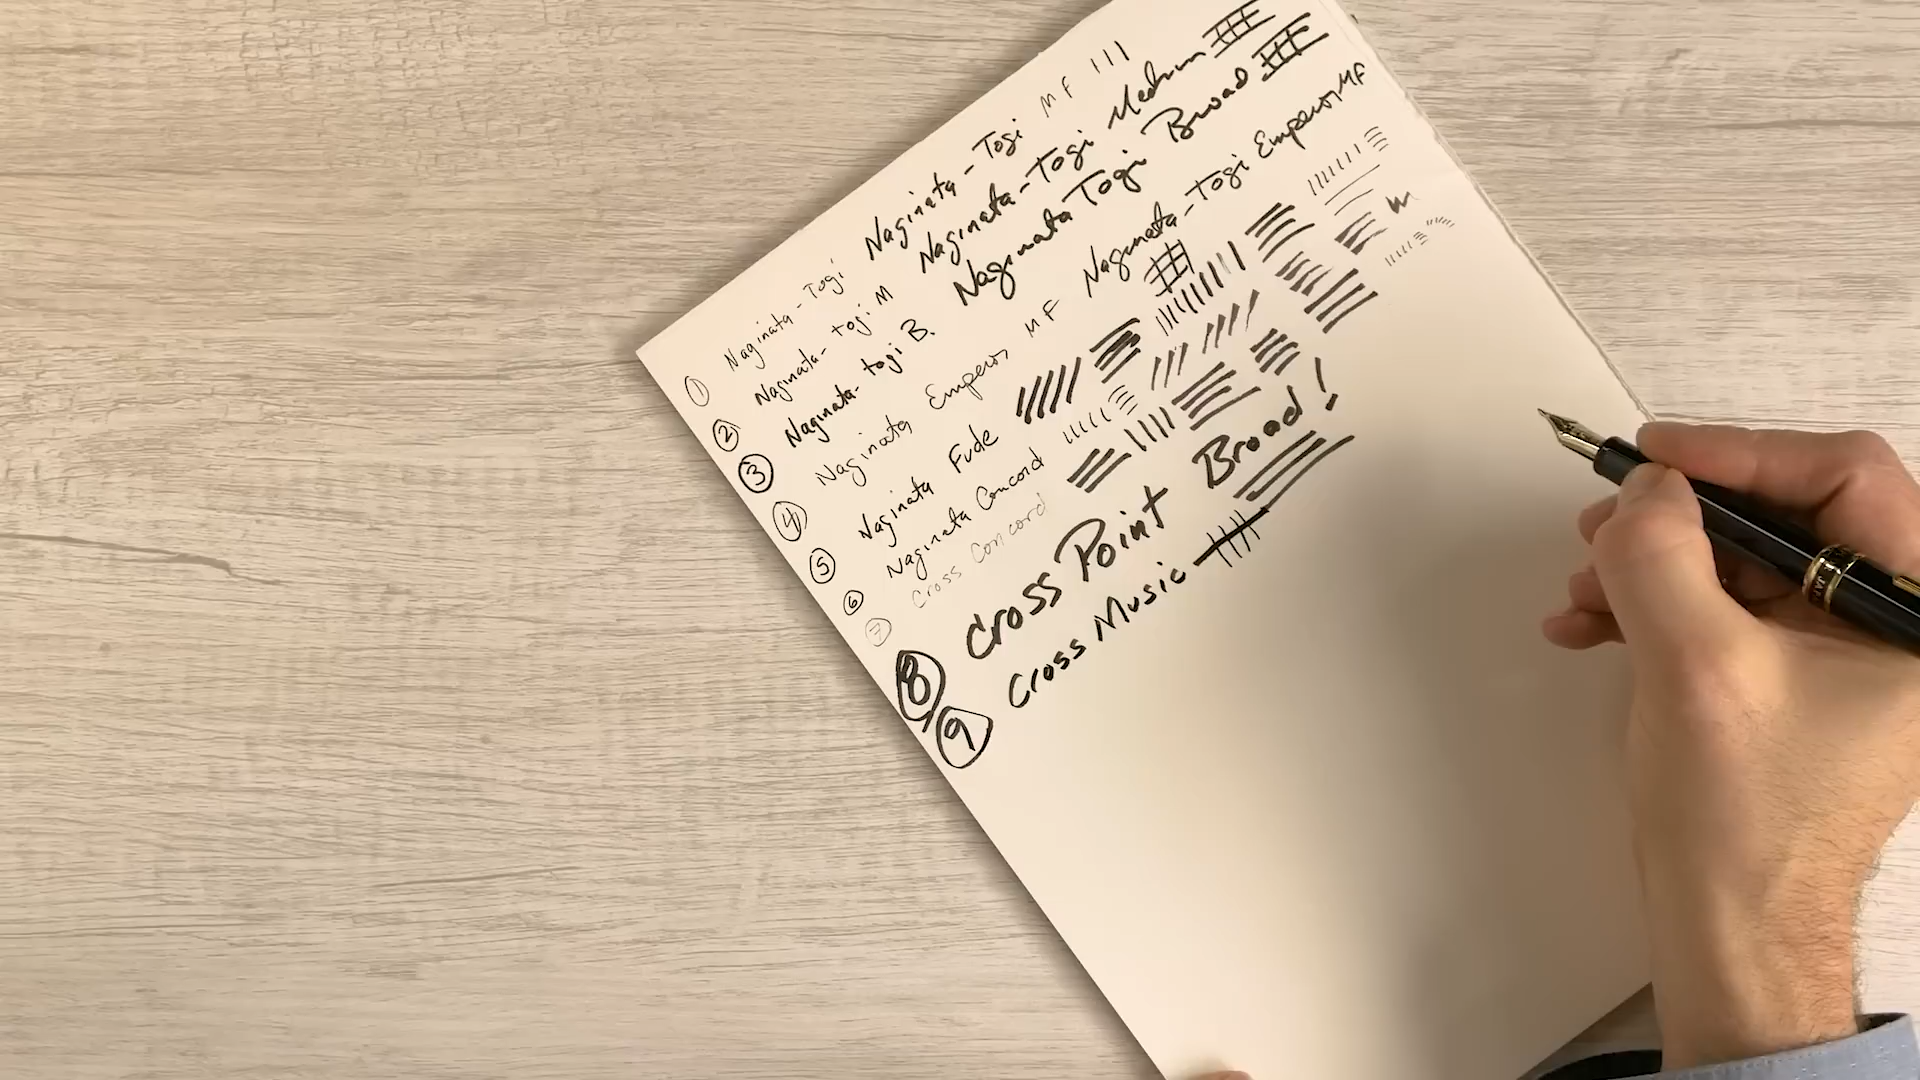 ① Naginata-Togi Naginata-Togi MF
② Naginata-togi M Naginata-Togi Medium
③ Naginata-togi B. Naginata Togi Broad
④ Naginata Emperor MF Naginata-Togi Emperor MF
⑤ Naginata Fude
⑥ Naginata Concord
⑦ Cross Concord
⑧ Cross Point Broad!
⑨ Cross Music